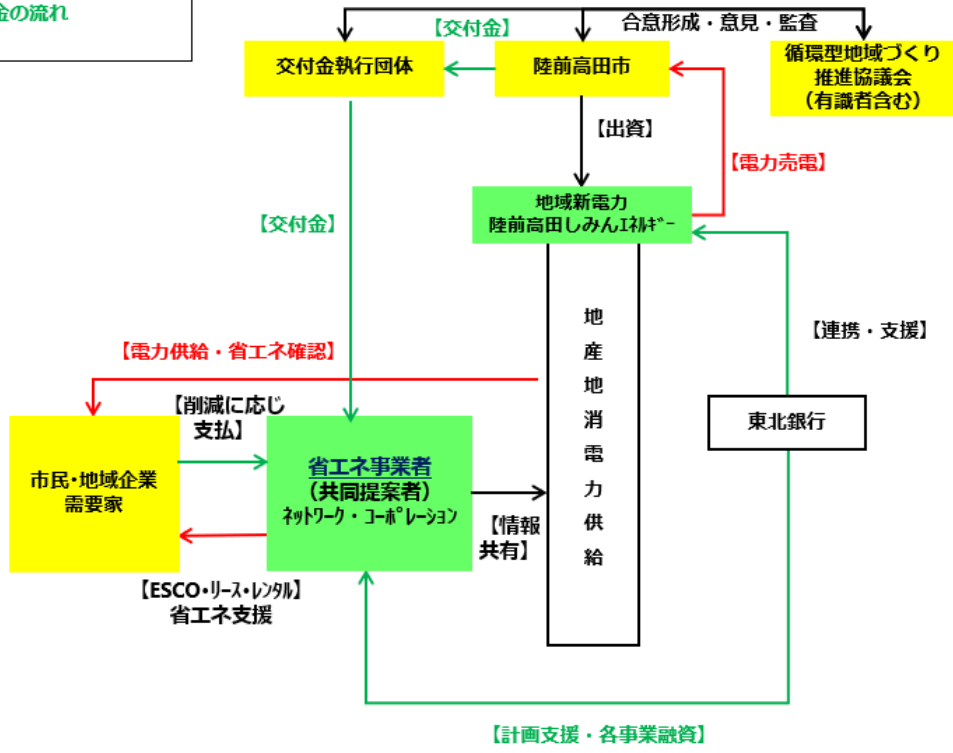 金の流れ
【交付金】
合意形成・意見・監査
交付金執行団体
陸前高田市
循環型地域づくり
推進協議会
(有識者含む)
【出資】
【電力売電】
地域新電力
陸前高田しみんｴﾈﾙｷﾞｰ
【交付金】
【連携・支援】
地
産
地
消
電
力
供
給
【電力供給・省エネ確認】
【削減に応じ
支払】
東北銀行
市民・地域企業
需要家
省エネ事業者
(共同提案者)
ﾈｯﾄﾜｰｸ・ｺｰﾎﾟﾚｰｼｮﾝ
【情報
共有】
【ESCO・ﾘｰｽ・ﾚﾝﾀﾙ】
省エネ支援
【計画支援・各事業融資】